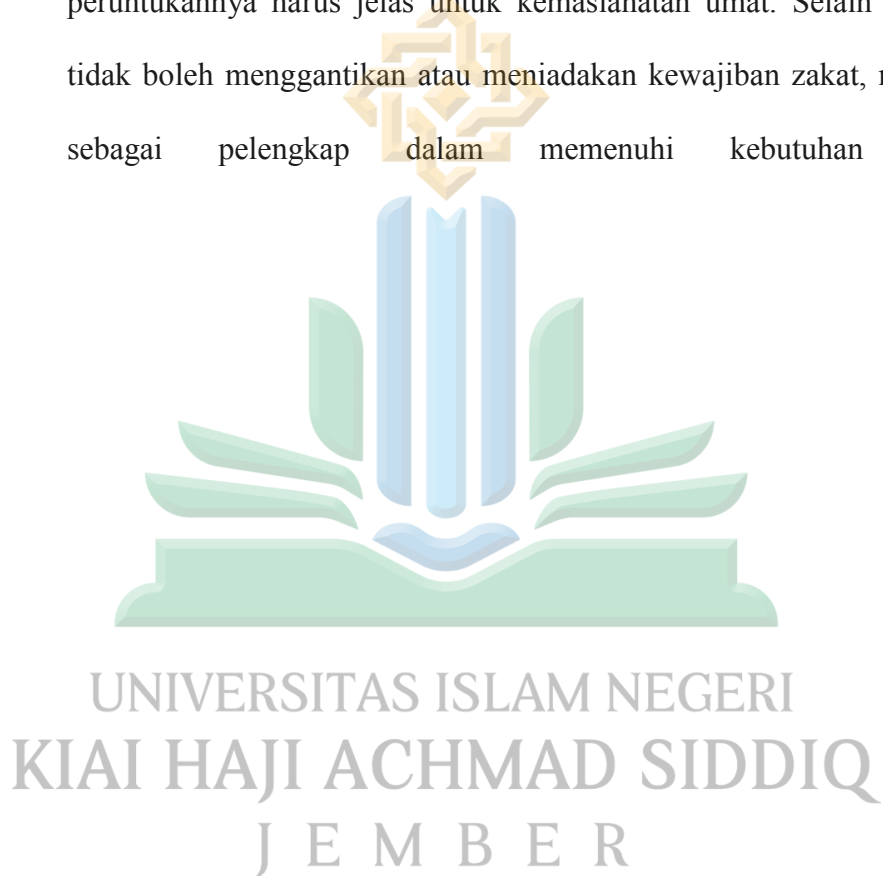 peruntukannya harus jelas untuk kemaslahatan umat. Selain
tidak boleh menggantikan atau meniadakan kewajiban zakat,
sebagai pelengkap dalam memenuhi kebutuhan
UNIVERSITAS ISLAM NEGERI
KIAI HAJI ACHMAD SIDDIQ
JEMBER